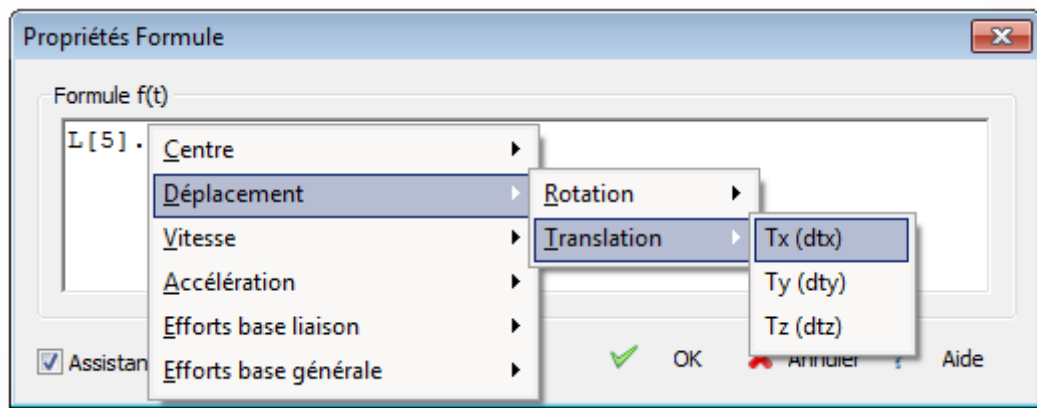 Propriétés Formule
Formule f(t)
L[5].
Centre
Déplacement
Vitesse
Accélération
Efforts base liaison
Efforts base générale
Rotation
Translation
Tx (dtx)
Ty (dty)
Tz (dtz)
Assistan
OK
Annuler
?
Aide